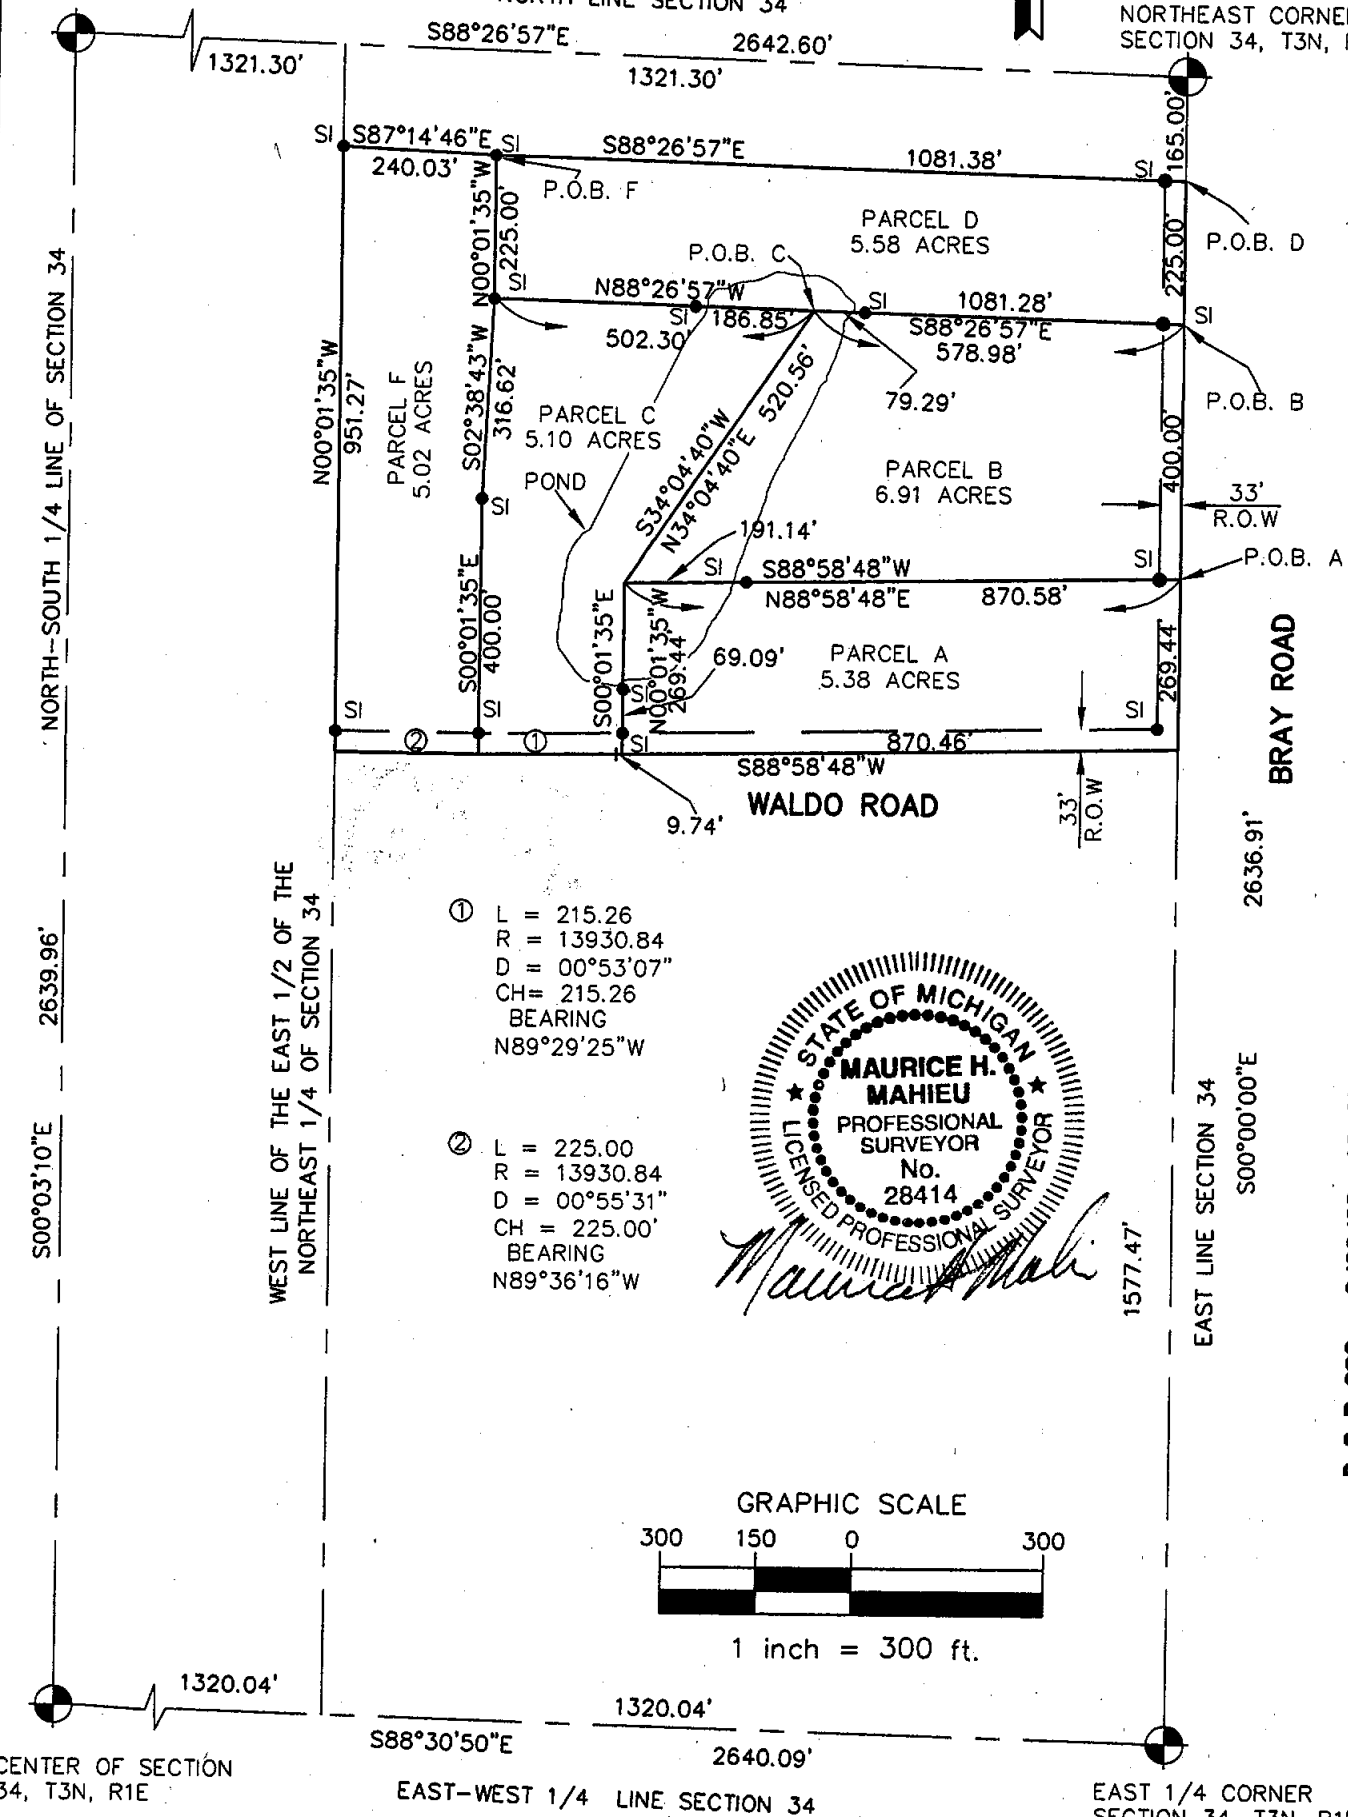 NORTH LINE SECTION 34
S88°26'57"E
2642.60'
1321.30'
1321.30'
NORTHEAST CORNE
SECTION 34, T3N,
165.00'
SI
S87°14'46"E
SI
240.03'
S88°26'57"E
1081.38'
SI
P.O.B. F
N00°01'35"W
225.00'
PARCEL D
5.58 ACRES
225.00'
P.O.B. D
P.O.B. C
SI
N88°26'57"W
SI
186.85'
502.30'
SI
1081.28'
S88°26'57"E
578.98'
SI
79.29'
P.O.B. B
NORTH-SOUTH 1/4 LINE OF SECTION 34
N00°01'35"W
951.27'
PARCEL F
5.02 ACRES
S02°38'43"W
316.62'
PARCEL C
5.10 ACRES
POND
S34°04'40"W
N34°04'40"E 520.56'
PARCEL B
6.91 ACRES
400.00'
33'
R.O.W
SI
191.14'
SI
S88°58'48"W
N88°58'48"E
870.58'
SI
P.O.B. A
S00°01'35"E
400.00'
S00°01'35"E
N00°01'35"W
269.44'
69.09'
PARCEL A
5.38 ACRES
269.44
BRAY ROAD
SI
SI
SI
SI
SI
②
①
870.46'
S88°58'48"W
WALDO ROAD
9.74'
33'
R.O.W
2636.91'
2639.96'
S00°03'10"E
WEST LINE OF THE EAST 1/2 OF THE
NORTHEAST 1/4 OF SECTION 34
① L = 215.26
R = 13930.84
D = 00°53'07"
CH= 215.26
BEARING
N89°29'25"W
② L = 225.00
R = 13930.84
D = 00°55'31"
CH = 225.00'
BEARING
N89°36'16"W
STATE OF MICHIGAN
MAURICE H.
MAHIEU
PROFESSIONAL
SURVEYOR
No.
28414
LICENSED PROFESSIONAL SURVEYOR
1577.47'
EAST LINE SECTION 34
S00°00'00"E
GRAPHIC SCALE
300 150 0 300
1 inch = 300 ft.
1320.04'
1320.04'
S88°30'50"E
2640.09'
CENTER OF SECTION
34, T3N, R1E
EAST-WEST 1/4 LINE SECTION 34
EAST 1/4 CORNER
SECTION 34, T3N,